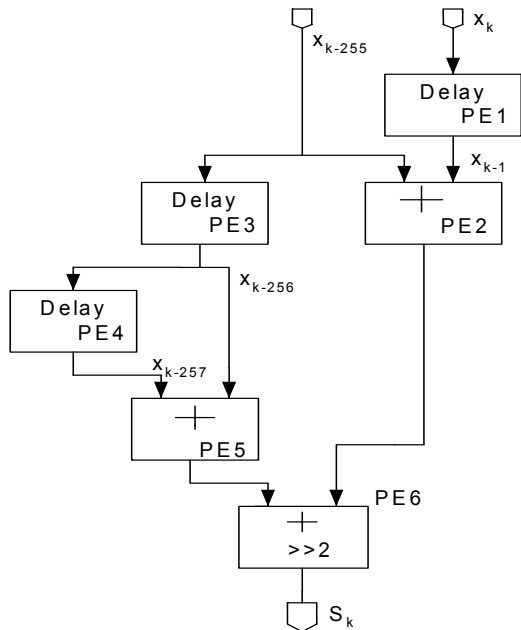 x k
x k-255
Delay
PE1
x k-1
Delay
PE3
+
PE2
x k-256
Delay
PE4
x k-257
+
PE5
PE6
+
>>2
S k